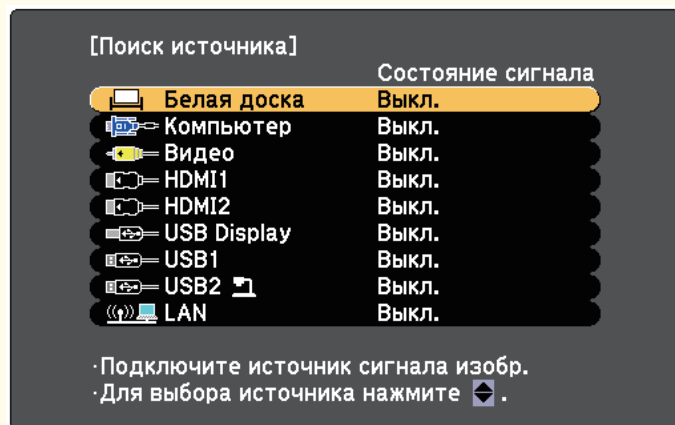 [Поиск источника]
Состояние сигнала
Белая доска Выкл.
Компьютер Выкл.
Видео Выкл.
HDMI1 Выкл.
HDMI2 Выкл.
USB Display Выкл.
USB1 Выкл.
USB2 Выкл.
LAN Выкл.
·Подключите источник сигнала изобр.
·Для выбора источника нажмите .